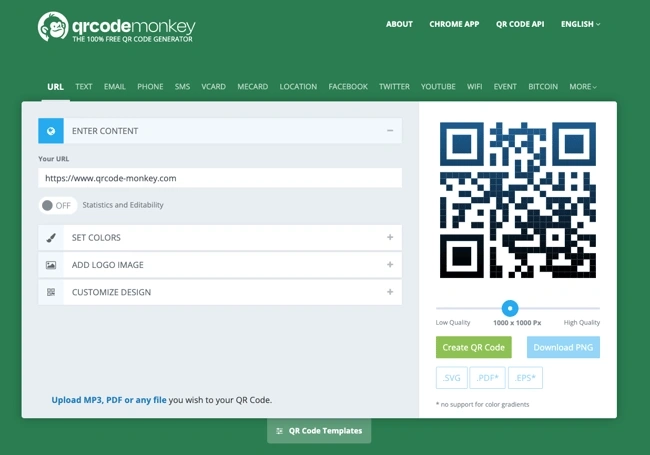 qrcodemonkey
THE 100% FREE QR CODE GENERATOR
ABOUT CHROME APP QR CODE API ENGLISH
URL TEXT EMAIL PHONE SMS VCARD MECARD LOCATION FACEBOOK TWITTER YOUTUBE WIFI EVENT BITCOIN MORE
ENTER CONTENT
Your URL
https://www.qrcode-monkey.com
OFF Statistics and Editability
SET COLORS
ADD LOGO IMAGE
CUSTOMIZE DESIGN
Upload MP3, PDF or any file you wish to your QR Code.
Low Quality 1000 x 1000 Px High Quality
Create QR Code Download PNG
.SVG .PDF* .EPS*
* no support for color gradients
QR Code Templates